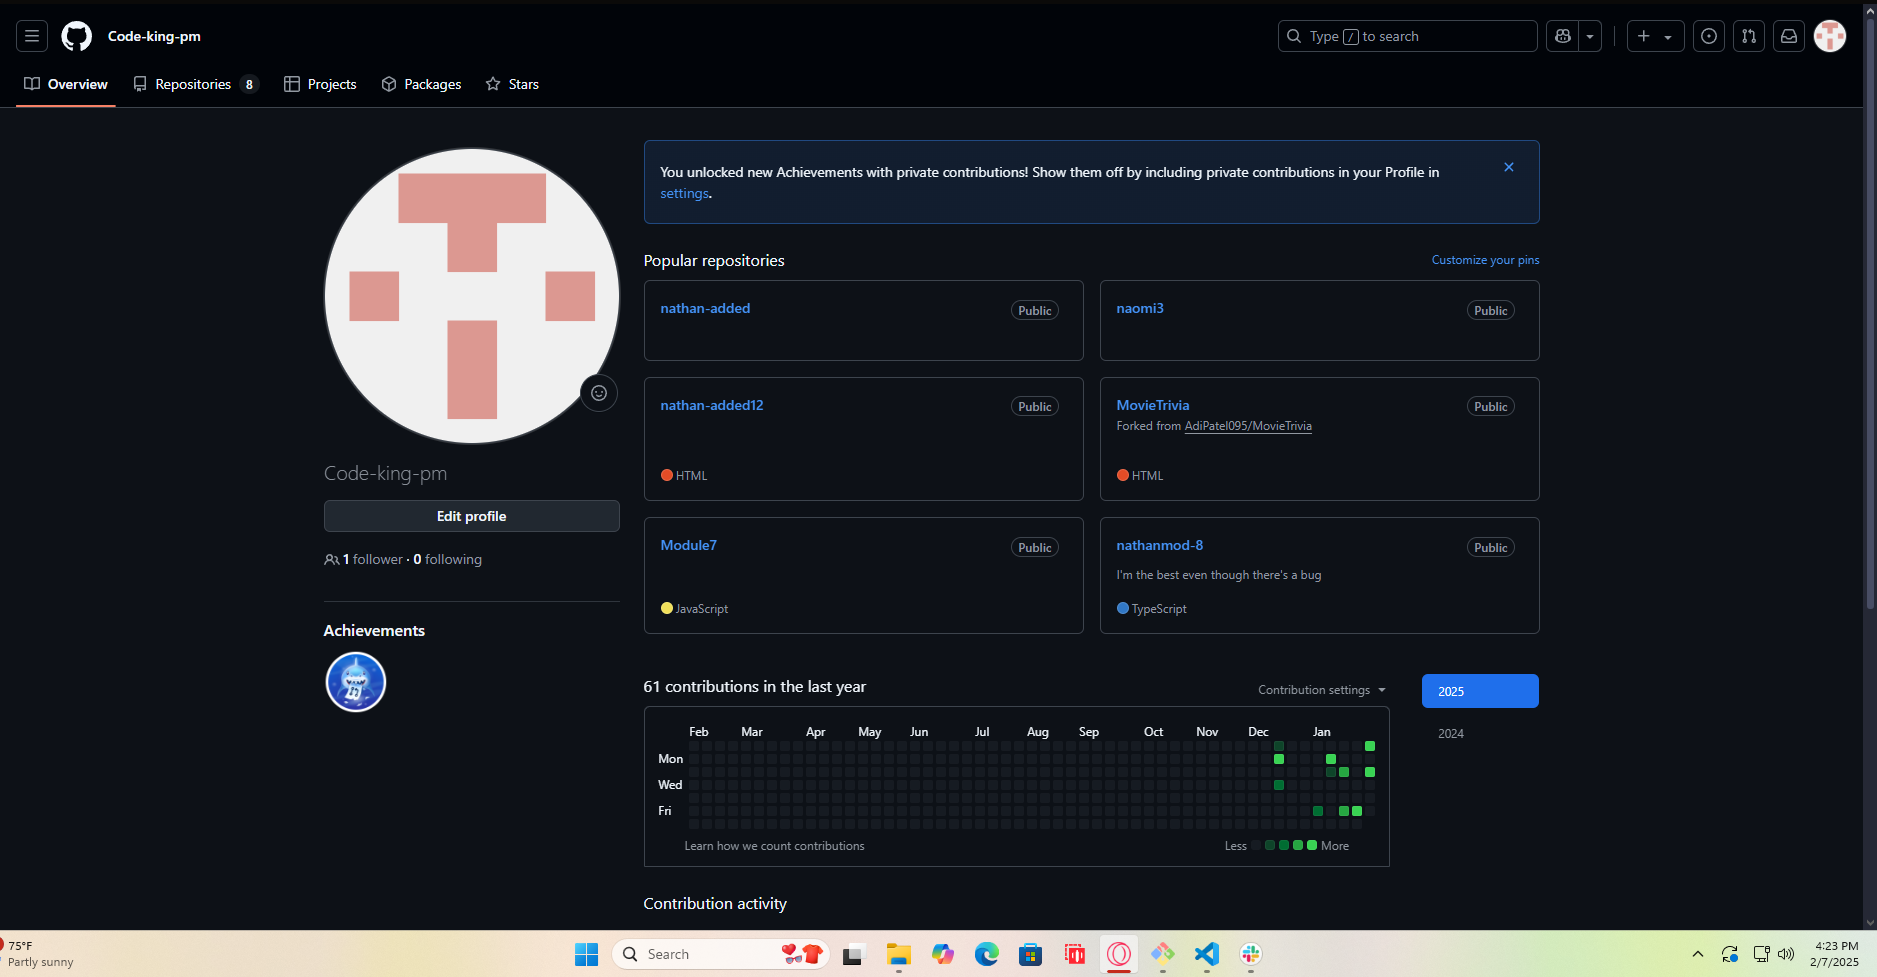 Code-king-pm
Type / to search
Overview
Repositories 8
Projects
Packages
Stars
You unlocked new Achievements with private contributions! Show them off by including private contributions in your Profile in
settings.
Popular repositories
Customize your pins
nathan-added
Public
naomi3
Public
nathan-added12
Public
HTML
MovieTrivia
Public
Forked from AdiPatel095/MovieTrivia
HTML
Module7
Public
JavaScript
nathanmod-8
Public
I'm the best even though there's a bug
TypeScript
Code-king-pm
Edit profile
1 follower · 0 following
Achievements
61 contributions in the last year
Contribution settings
2025
2024
Feb Mar Apr May Jun Jul Aug Sep Oct Nov Dec Jan
Mon
Wed
Fri
Learn how we count contributions
Less
More
Contribution activity
75°F
Partly sunny
Search
4:23 PM
2/7/2025